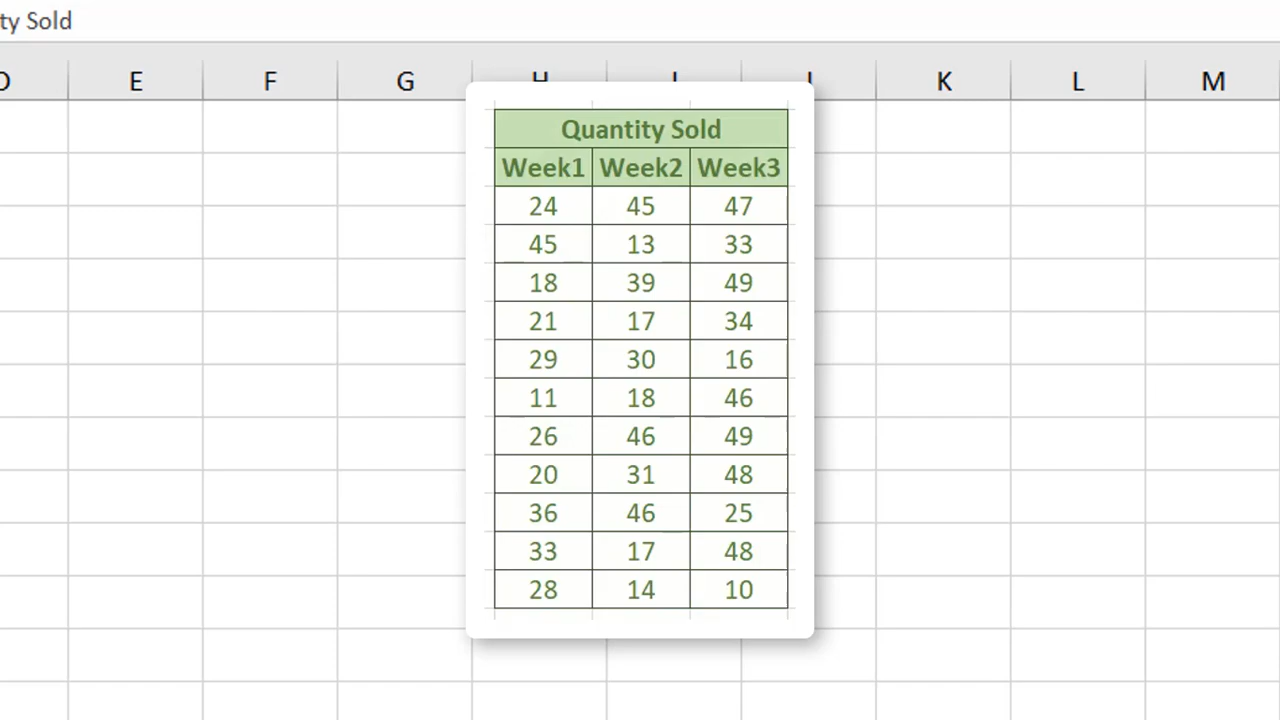 ty Sold
E F G H K L M
Quantity Sold
Week1 Week2 Week3
24 45 47
45 13 33
18 39 49
21 17 34
29 30 16
11 18 46
26 46 49
20 31 48
36 46 25
33 17 48
28 14 10